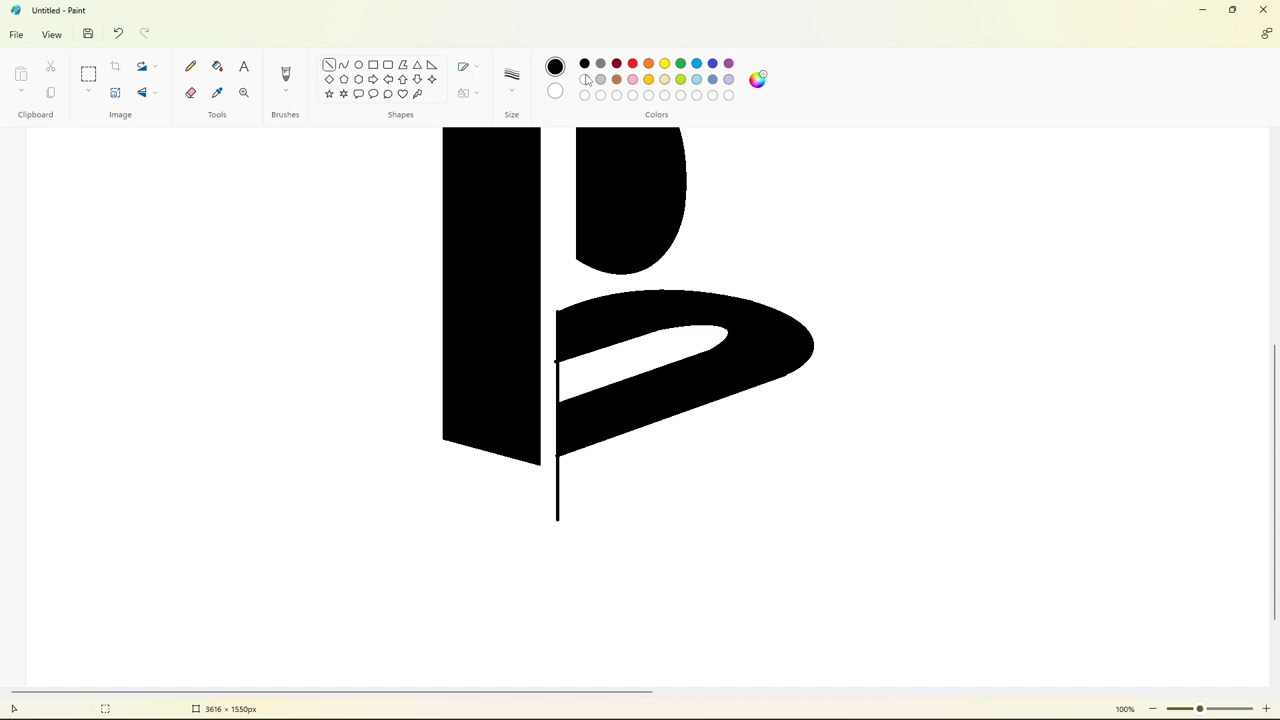 Untitled - Paint
File View
Clipboard Image Tools Brushes Shapes Size Colors
3616 × 1550px 100%